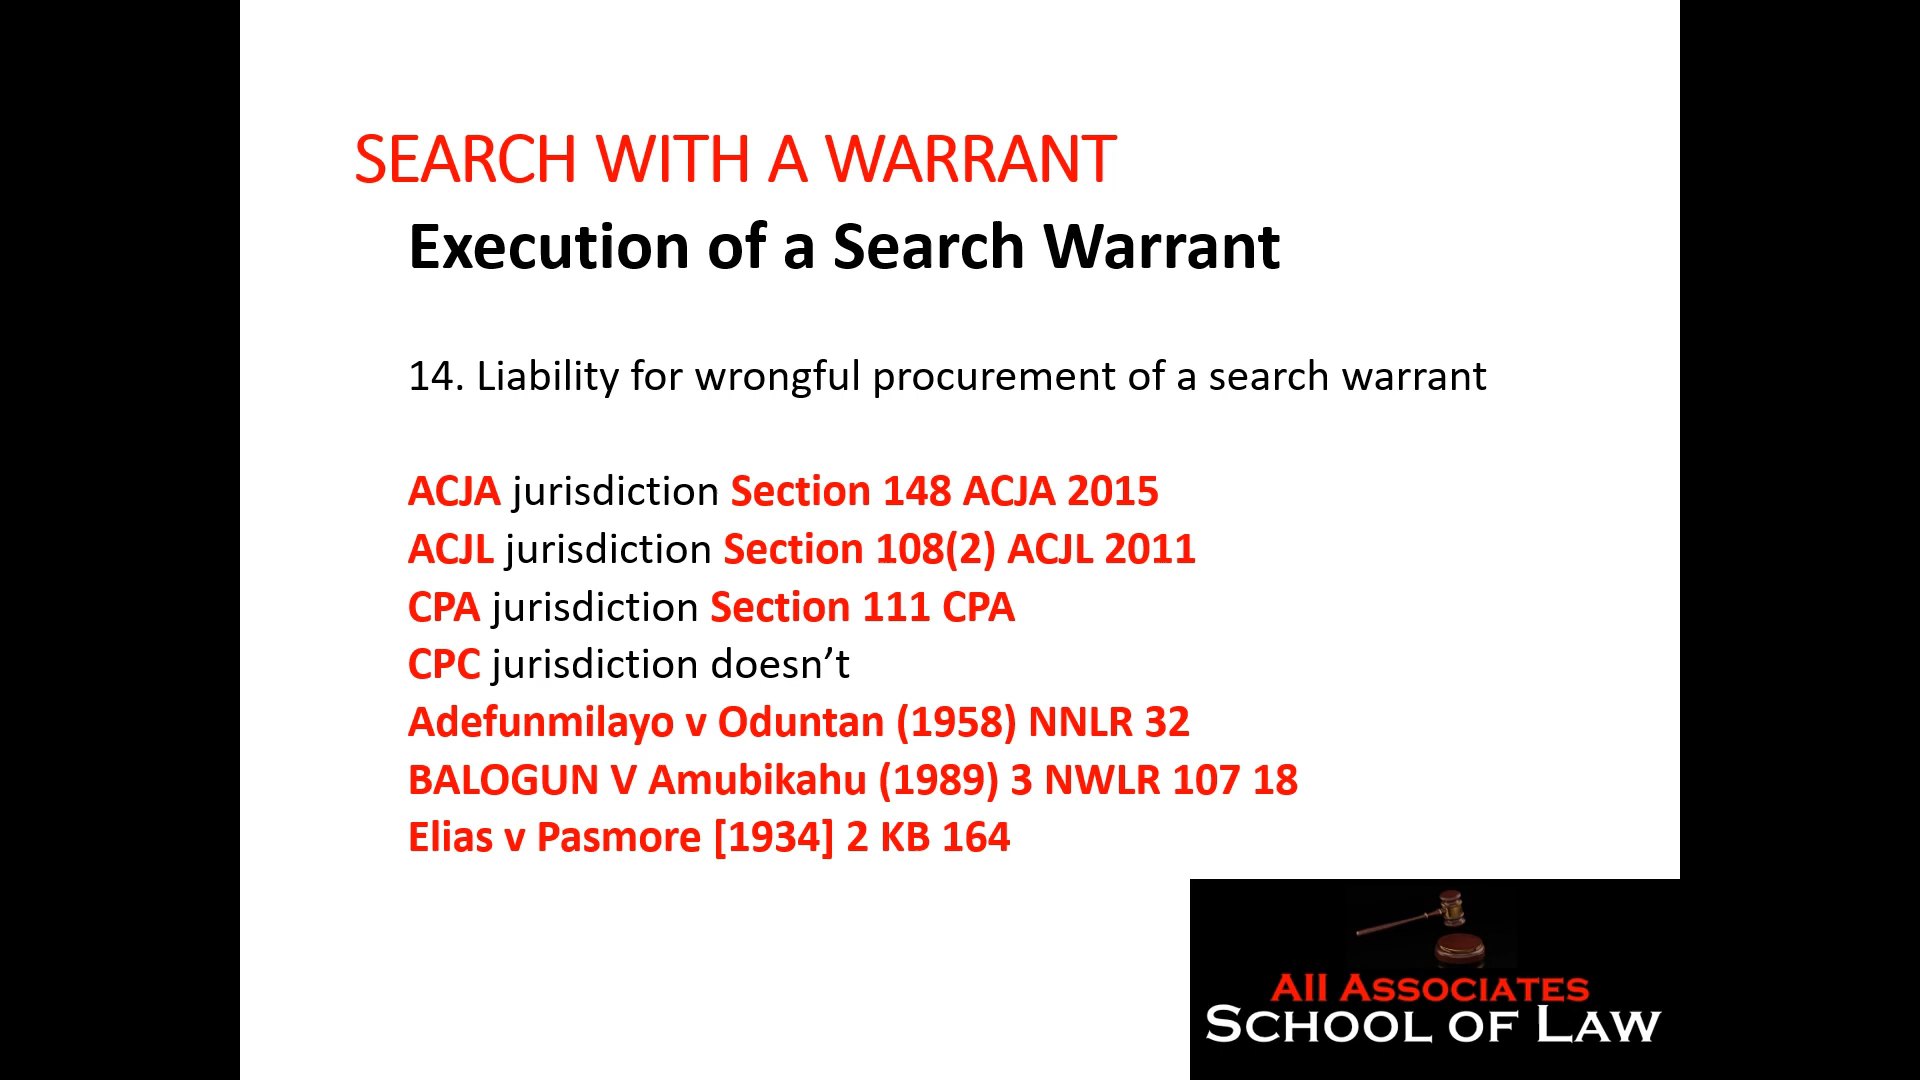 SEARCH WITH A WARRANT
Execution of a Search Warrant
14. Liability for wrongful procurement of a search warrant
ACJA jurisdiction Section 148 ACJA 2015
ACJL jurisdiction Section 108(2) ACJL 2011
CPA jurisdiction Section 111 CPA
CPC jurisdiction doesn’t
Adefunmilayo v Oduntan (1958) NNLR 32
BALOGUN V Amubikahu (1989) 3 NWLR 107 18
Elias v Pasmore [1934] 2 KB 164
AII ASSOCIATES
SCHOOL OF LAW